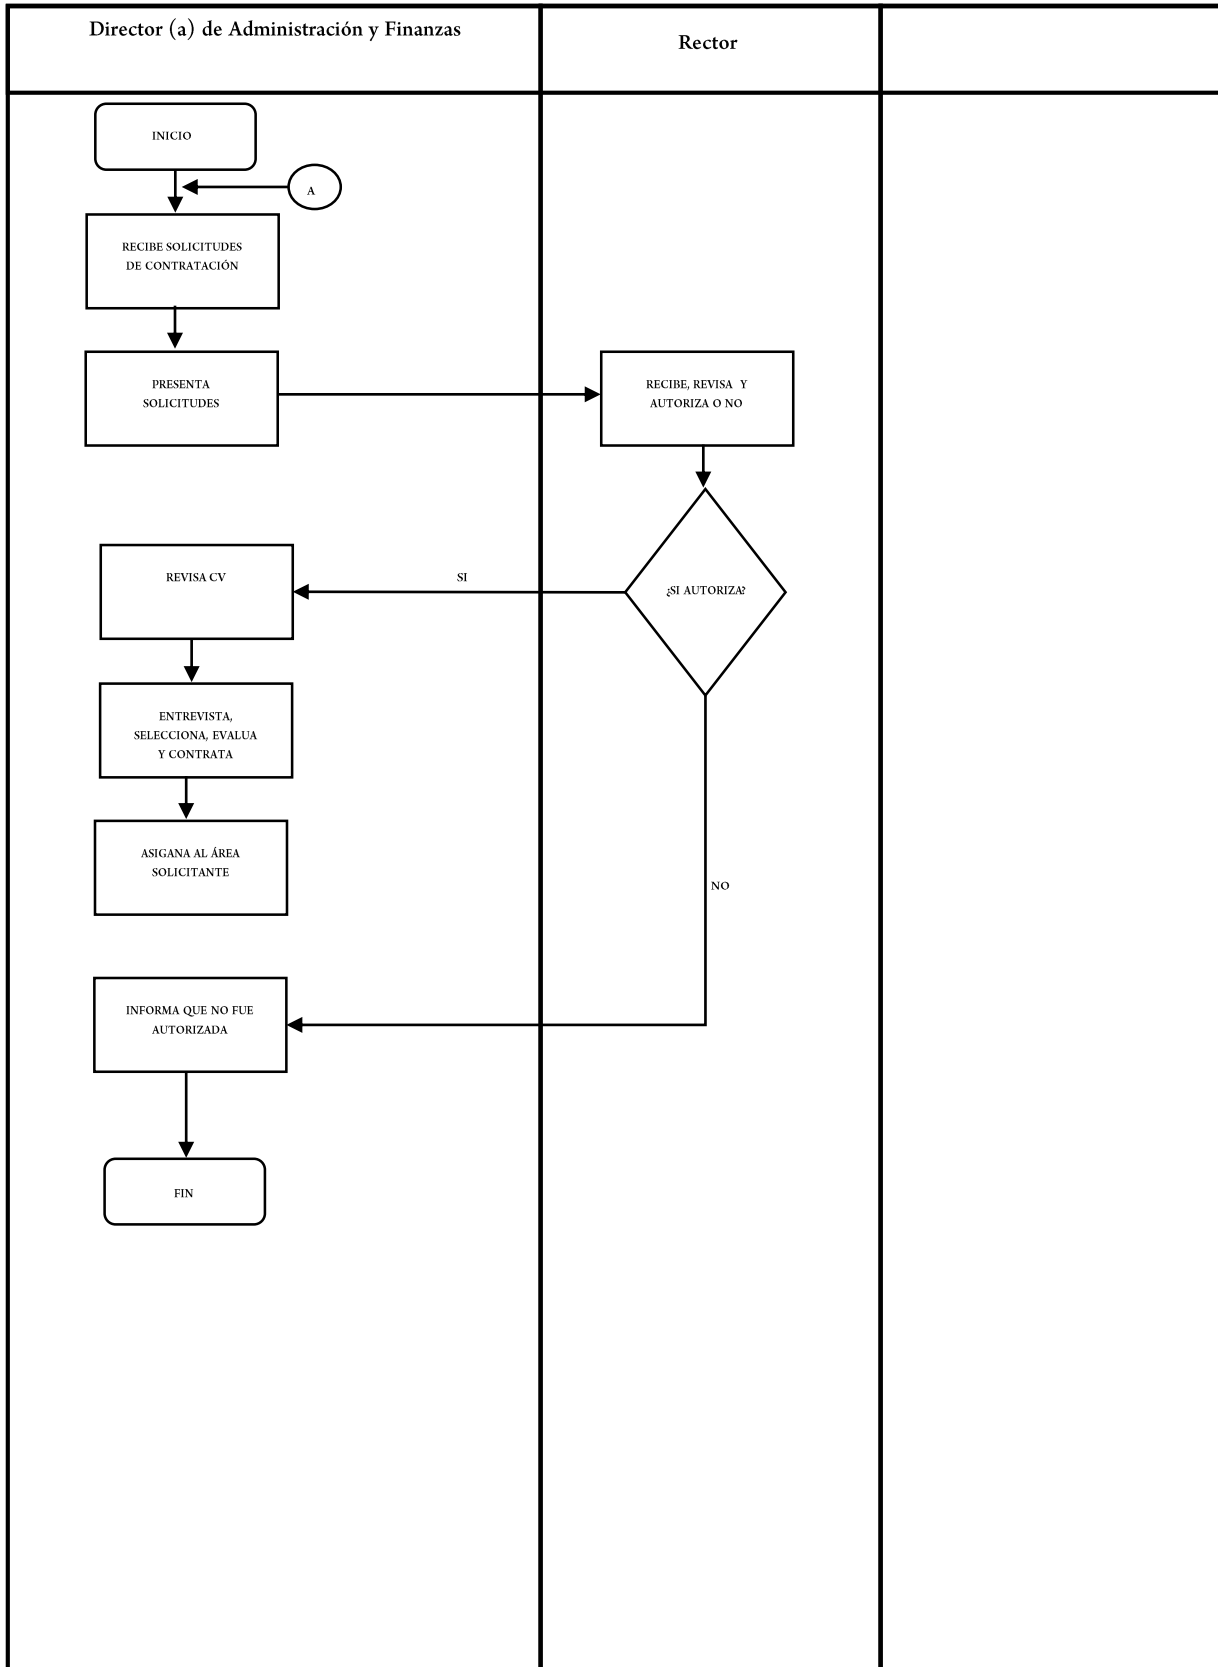 Director (a) de Administración y Finanzas
Rector
INICIO
A
RECIBE SOLICITUDES
DE CONTRATACIÓN
PRESENTA
SOLICITUDES
RECIBE, REVISA Y
AUTORIZA O NO
REVISA CV
SI
¿SI AUTORIZA?
ENTREVISTA,
SELECCIONA, EVALUA
Y CONTRATA
ASIGANA AL ÁREA
SOLICITANTE
NO
INFORMA QUE NO FUE
AUTORIZADA
FIN